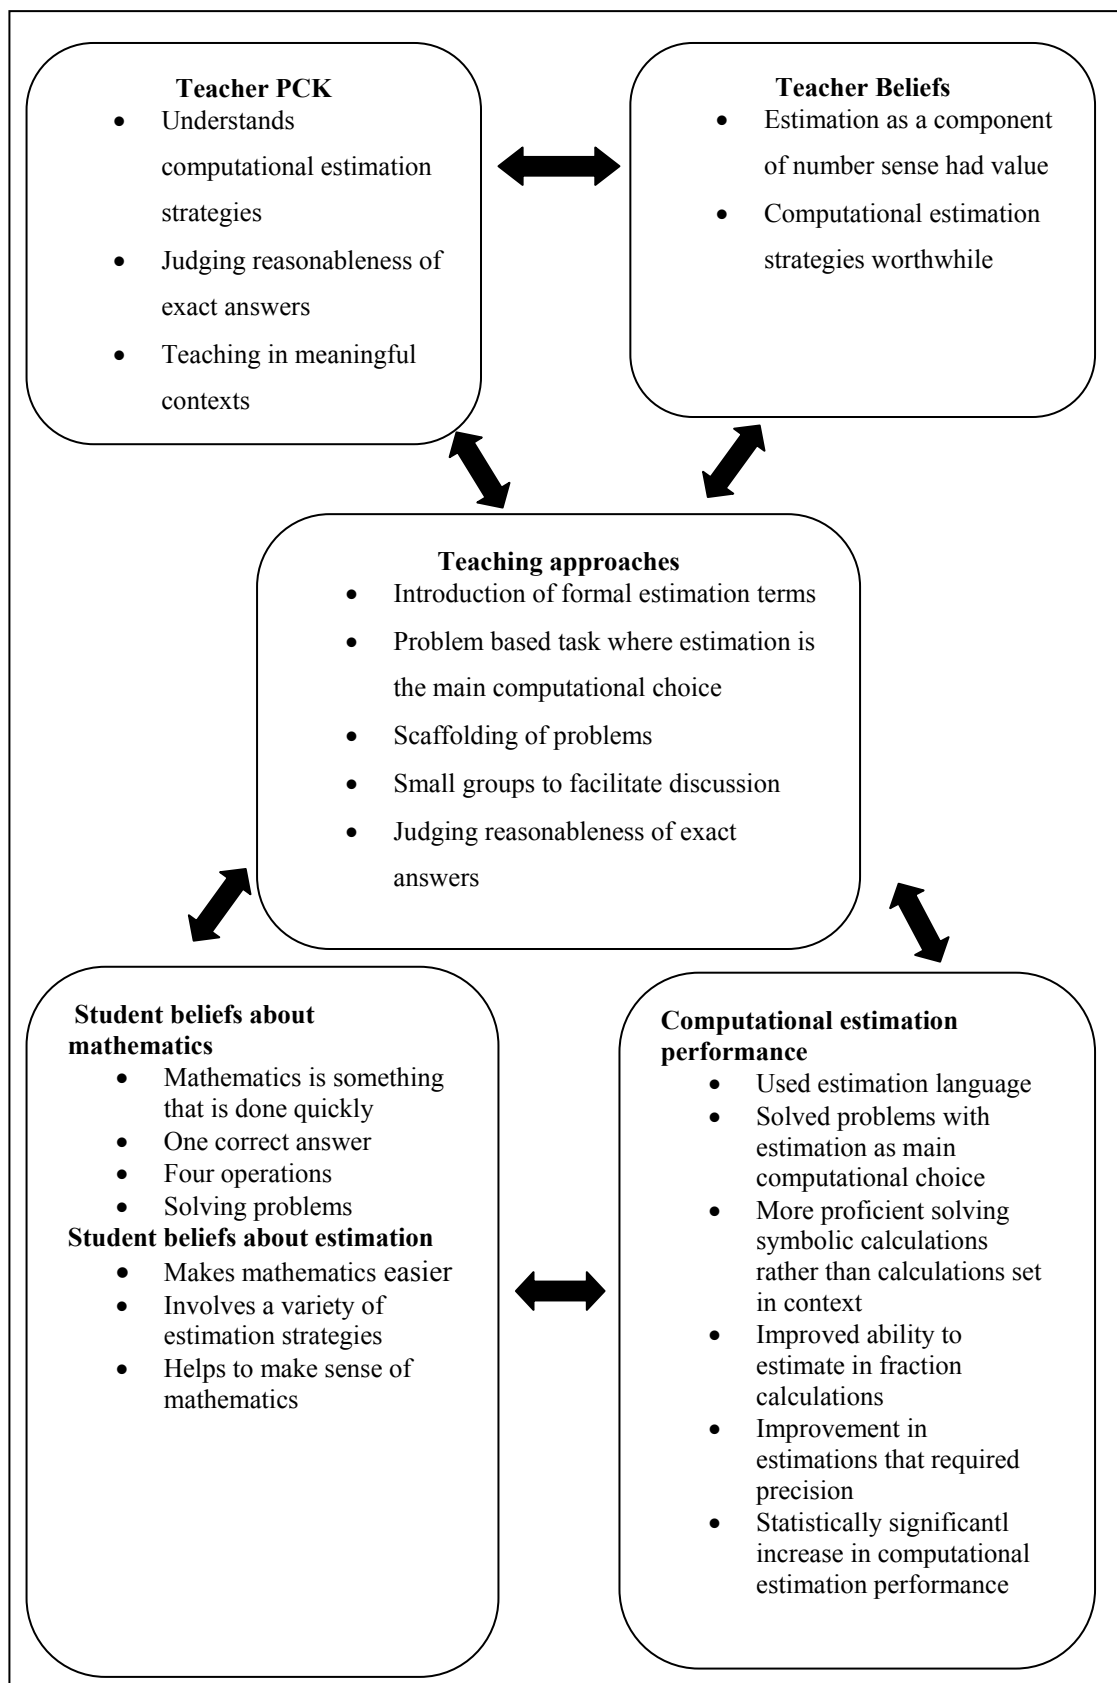 Teacher PCK
• Understands
computational estimation
strategies
• Judging reasonableness of
exact answers
• Teaching in meaningful
contexts
Teacher Beliefs
• Estimation as a component
of number sense had value
• Computational estimation
strategies worthwhile
Teaching approaches
• Introduction of formal estimation terms
• Problem based task where estimation is
the main computational choice
• Scaffolding of problems
• Small groups to facilitate discussion
• Judging reasonableness of exact
answers
Student beliefs about
mathematics
• Mathematics is something
that is done quickly
• One correct answer
• Four operations
• Solving problems
Student beliefs about estimation
• Makes mathematics easier
• Involves a variety of
estimation strategies
• Helps to make sense of
mathematics
Computational estimation
performance
• Used estimation language
• Solved problems with
estimation as main
computational choice
• More proficient solving
symbolic calculations
rather than calculations set
in context
• Improved ability to
estimate in fraction
calculations
• Improvement in
estimations that required
precision
• Statistically significantl
increase in computational
estimation performance